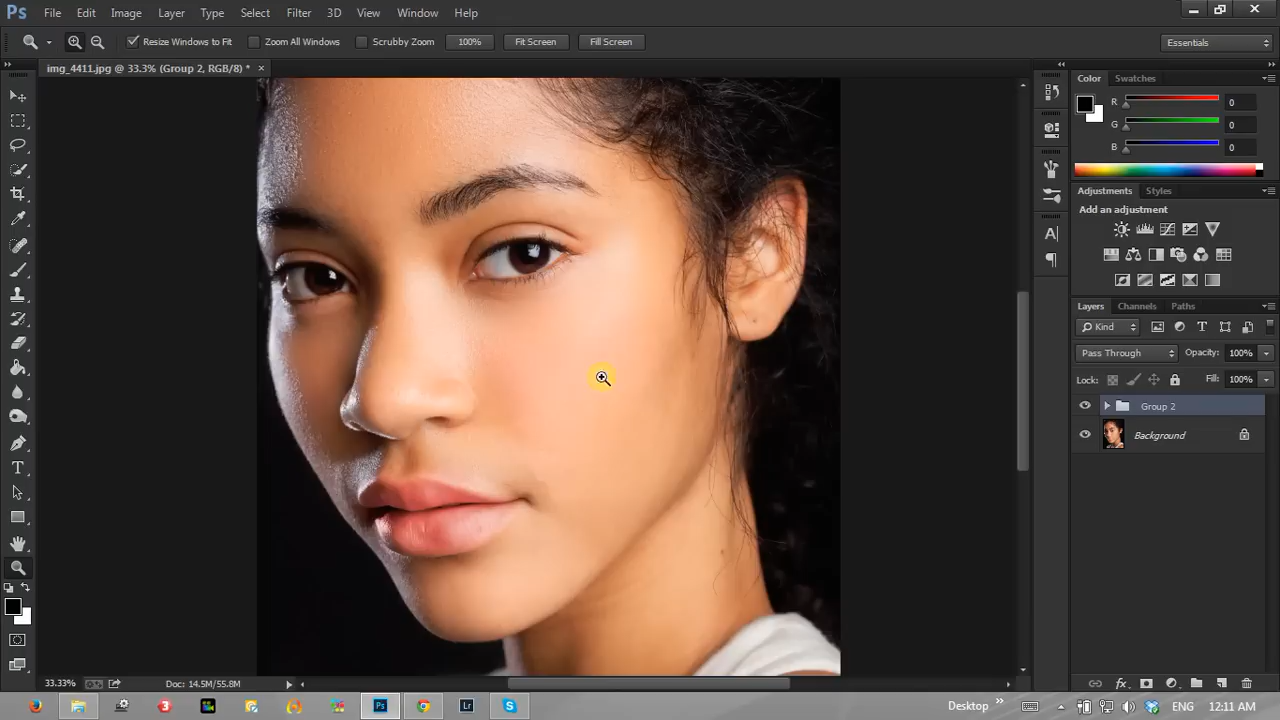 Ps File Edit Image Layer Type Select Filter 3D View Window Help
Resize Windows to Fit Zoom All Windows Scrubby Zoom 100% Fit Screen Fill Screen Essentials
img_4411.jpg @ 33.3% (Group 2, RGB/8) * ×
Color Swatches
R 0
G 0
B 0
Adjustments Styles
Add an adjustment
Layers Channels Paths
Kind
Pass Through Opacity: 100%
Lock: Fill: 100%
Group 2
Background
33.33% Doc: 14.5M/55.8M
Desktop » ENG 12:11 AM